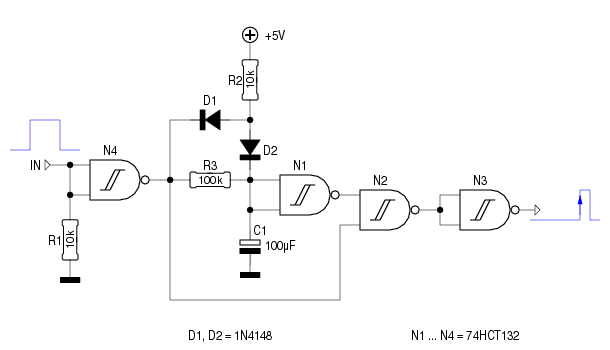 +5V
R2
10k
D1
N4
D2
IN
R3
100k
N1
N2
N3
R1
10k
C1
100µF
D1, D2 = 1N4148
N1 ... N4 = 74HCT132